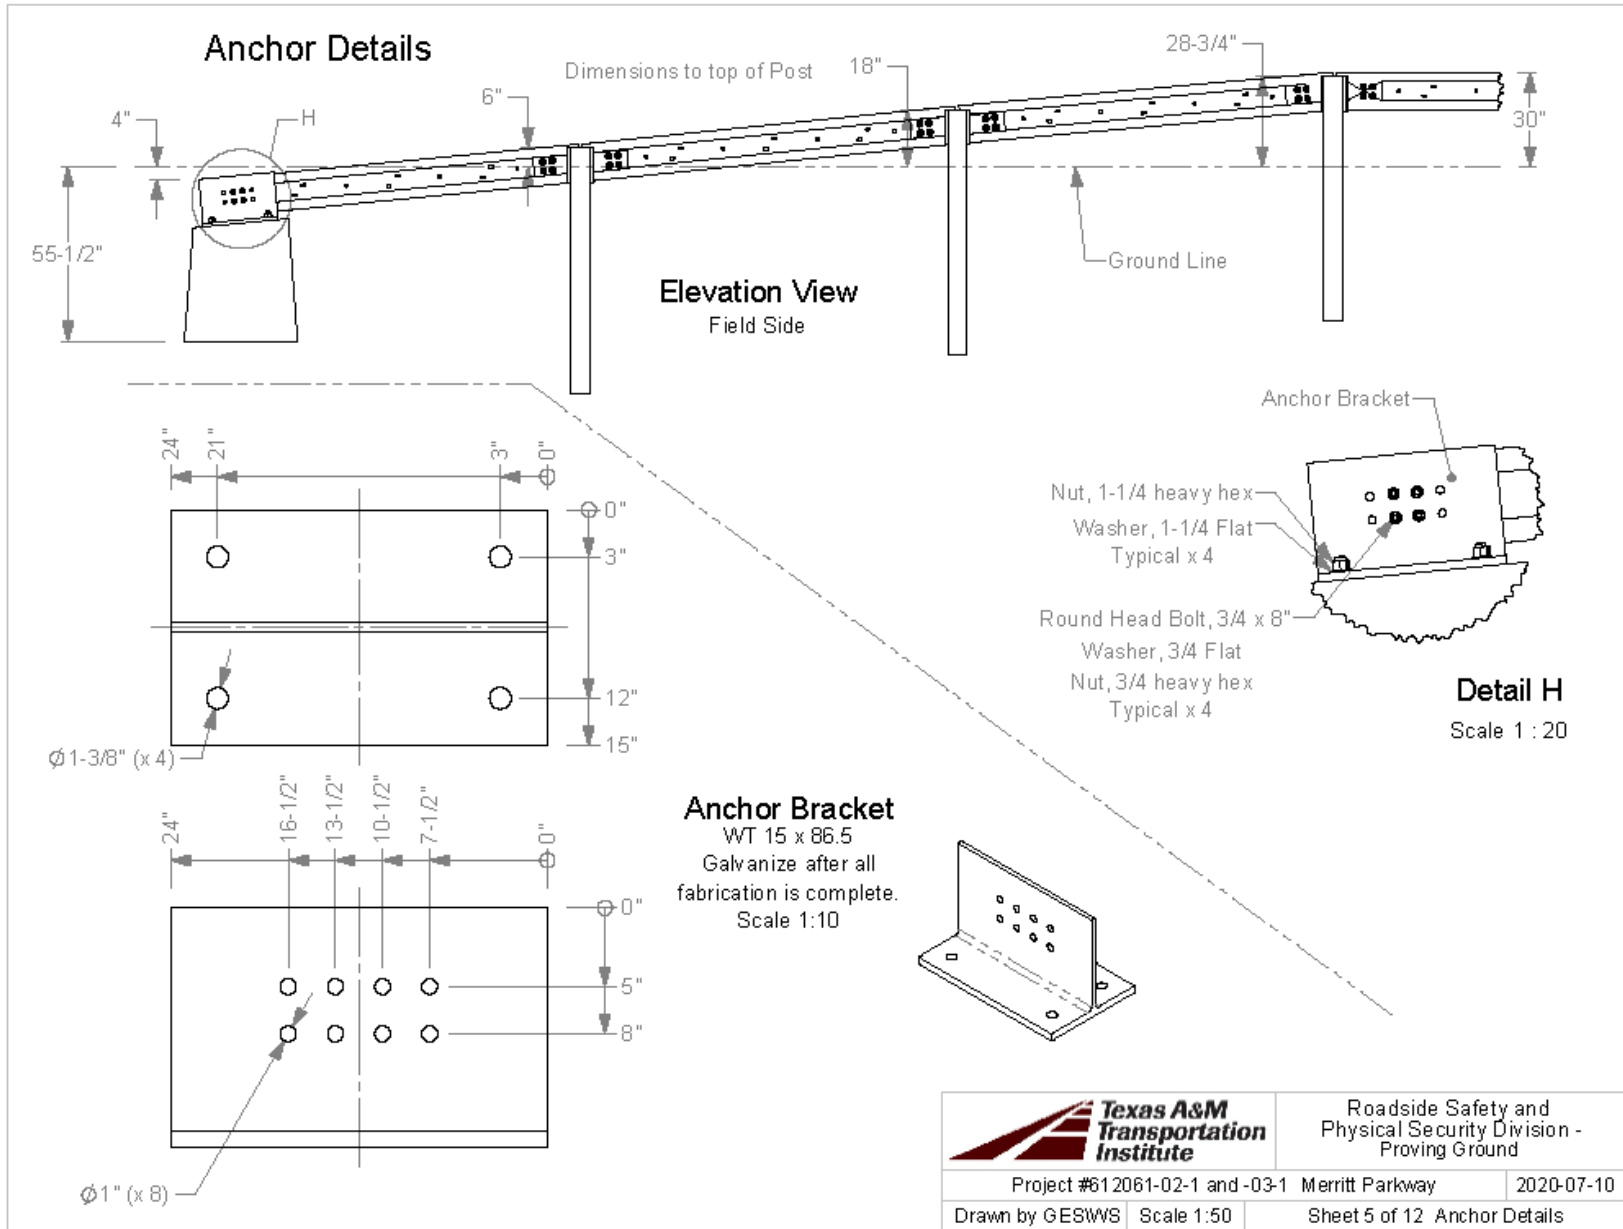 Anchor Details
Dimensions to top of Post
4"
H
6"
18"
28-3/4"
30"
55-1/2"
Ground Line
Elevation View
Field Side
24"
21"
3"
0"
0"
3"
12"
15"
Ø1-3/8" (x 4)
Anchor Bracket
Nut, 1-1/4 heavy hex
Washer, 1-1/4 Flat
Typical x 4
Round Head Bolt, 3/4 x 8"
Washer, 3/4 Flat
Nut, 3/4 heavy hex
Typical x 4
Detail H
Scale 1 : 20
24"
16-1/2"
13-1/2"
10-1/2"
7-1/2"
0"
0"
5"
8"
Ø1" (x 8)
Anchor Bracket
WT 15 x 86.5
Galvanize after all
fabrication is complete.
Scale 1:10
Texas A&M
Transportation
Institute
Roadside Safety and
Physical Security Division -
Proving Ground
Project #612061-02-1 and -03-1 Merritt Parkway
2020-07-10
Drawn by GES\WS
Scale 1:50
Sheet 5 of 12 Anchor Details